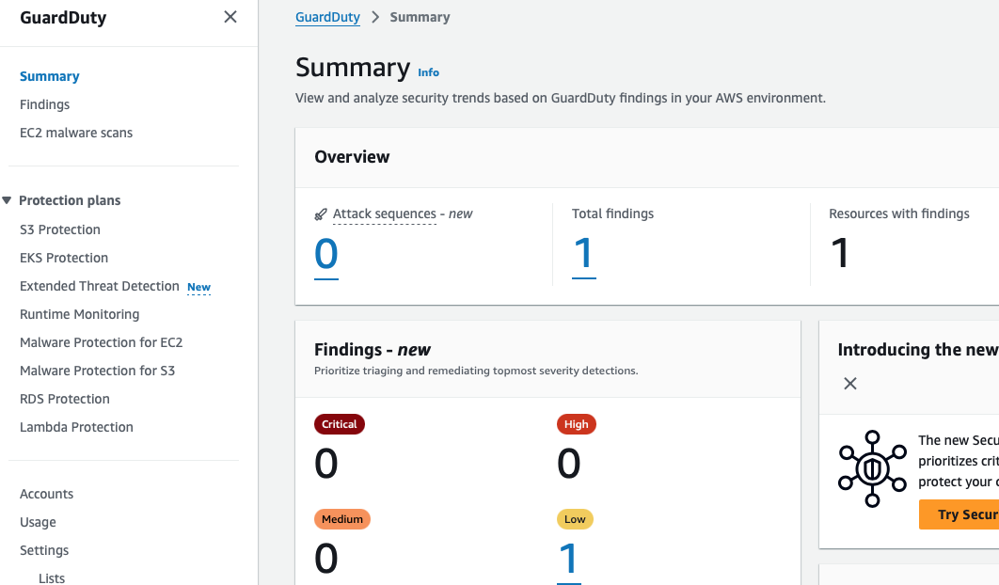 GuardDuty
Summary
Findings
EC2 malware scans
Protection plans
S3 Protection
EKS Protection
Extended Threat Detection New
Runtime Monitoring
Malware Protection for EC2
Malware Protection for S3
RDS Protection
Lambda Protection
Accounts
Usage
Settings
Lists
GuardDuty > Summary
Summary Info
View and analyze security trends based on GuardDuty findings in your AWS environment.
Overview
Attack sequences - new
0
Total findings
1
Resources with findings
1
Findings - new
Prioritize triaging and remediating topmost severity detections.
Critical
0
High
0
Medium
0
Low
1
Introducing the new
The new Secu
prioritizes crit
protect your
Try Secur